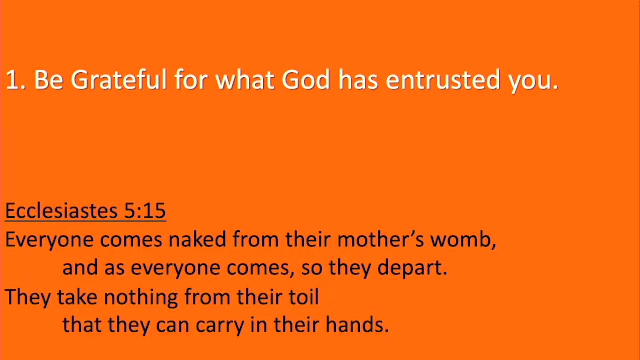 1. Be Grateful for what God has entrusted you.
Ecclesiastes 5:15
Everyone comes naked from their mother’s womb,
and as everyone comes, so they depart.
They take nothing from their toil
that they can carry in their hands.